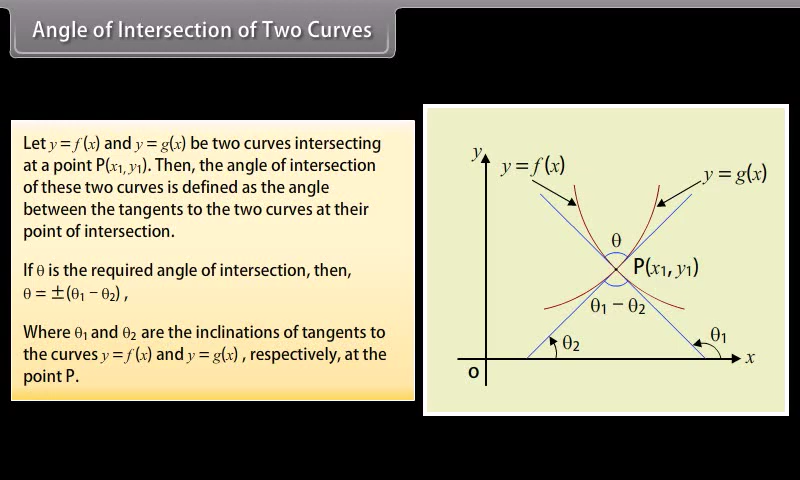 Angle of Intersection of Two Curves
Let y = f (x) and y = g(x) be two curves intersecting
at a point P(x₁, y₁). Then, the angle of intersection
of these two curves is defined as the angle
between the tangents to the two curves at their
point of intersection.
If θ is the required angle of intersection, then,
θ = ±(θ₁ − θ₂) ,
Where θ₁ and θ₂ are the inclinations of tangents to
the curves y = f (x) and y = g(x) , respectively, at the
point P.
y
y = f (x)
y = g(x)
θ
P(x₁, y₁)
θ₁ − θ₂
θ₂
θ₁
x
O